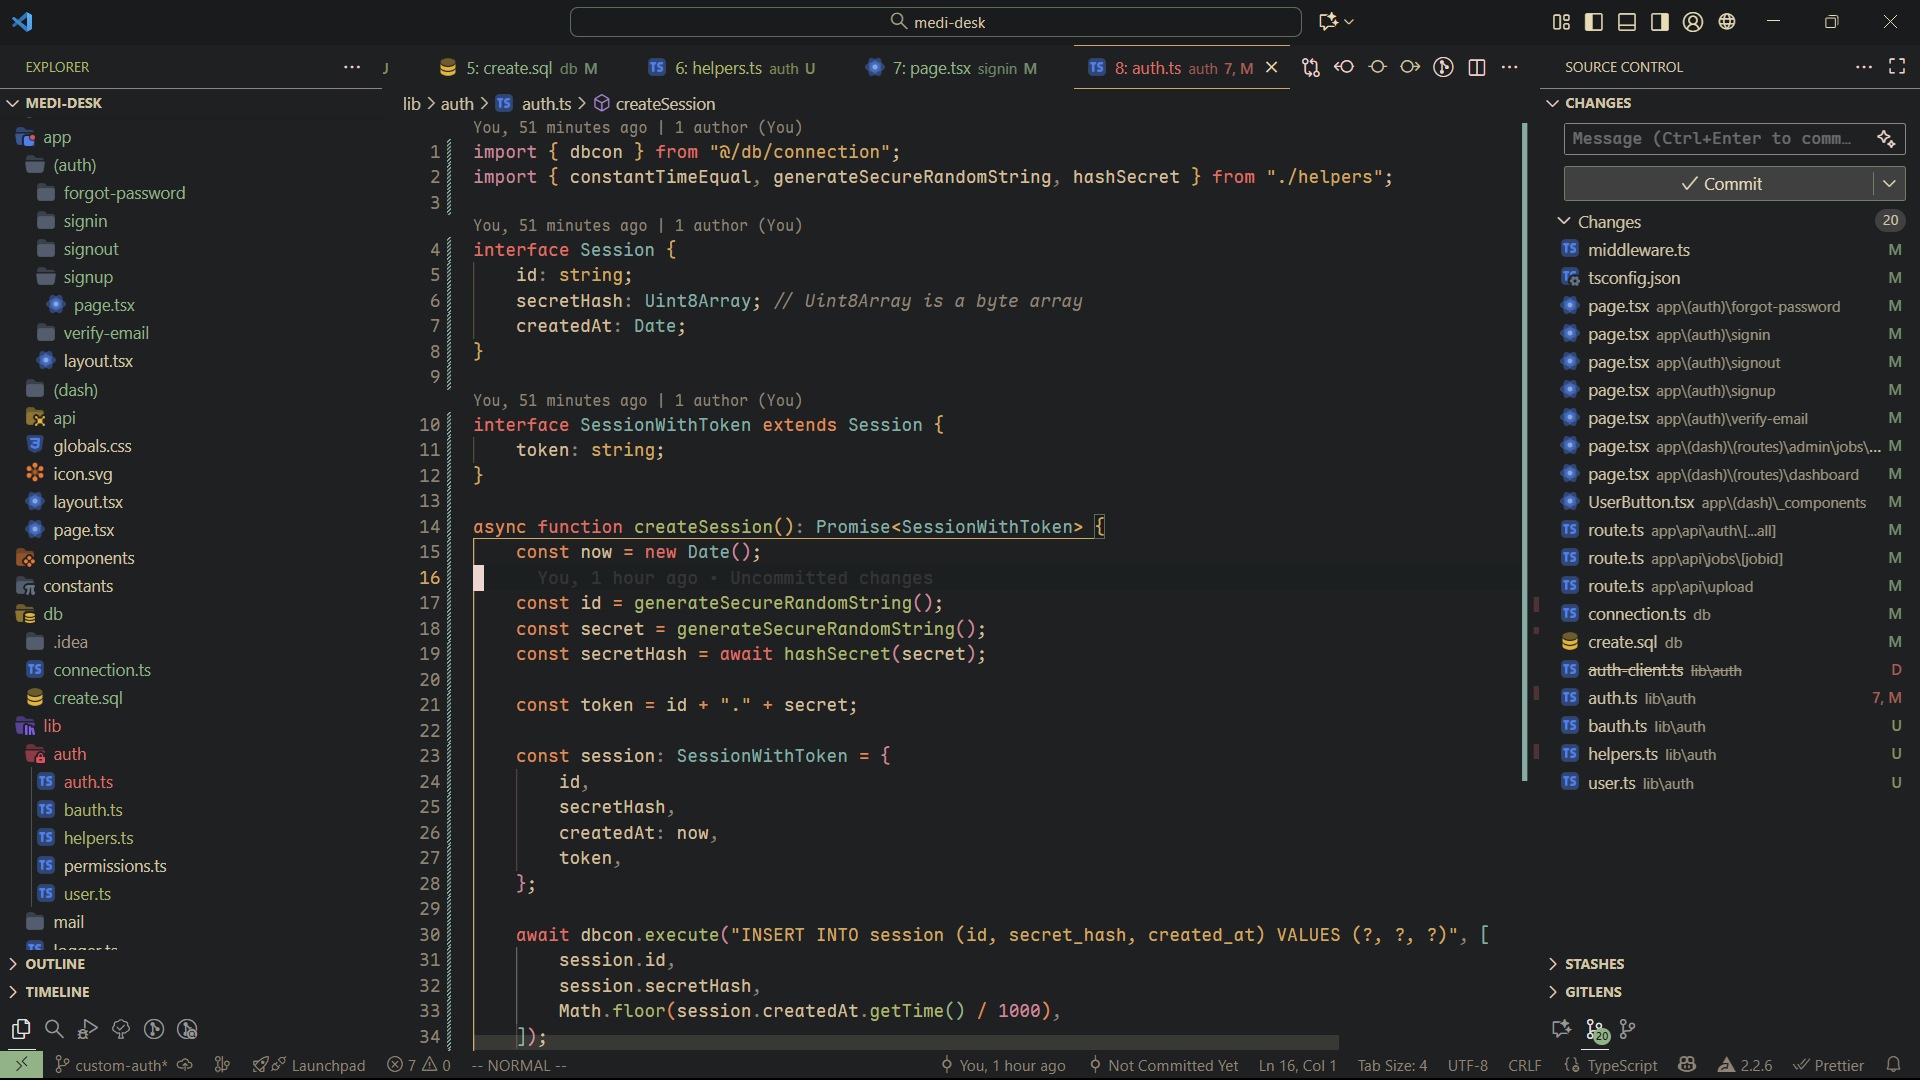 medi-desk
EXPLORER
MEDI-DESK
app
(auth)
forgot-password
signin
signout
signup
page.tsx
verify-email
layout.tsx
(dash)
api
globals.css
icon.svg
layout.tsx
page.tsx
components
constants
db
.idea
connection.ts
create.sql
lib
auth
auth.ts
bauth.ts
helpers.ts
permissions.ts
user.ts
mail
logger.ts
OUTLINE
TIMELINE
J 5: create.sql db M 6: helpers.ts auth U 7: page.tsx signin M 8: auth.ts auth 7, M
lib > auth > TS auth.ts > createSession
You, 51 minutes ago | 1 author (You)
1 import { dbcon } from "@/db/connection";
2 import { constantTimeEqual, generateSecureRandomString, hashSecret } from "./helpers";
3
You, 51 minutes ago | 1 author (You)
4 interface Session {
5 id: string;
6 secretHash: Uint8Array; // Uint8Array is a byte array
7 createdAt: Date;
8 }
9
You, 51 minutes ago | 1 author (You)
10 interface SessionWithToken extends Session {
11 token: string;
12 }
13
14 async function createSession(): Promise<SessionWithToken> {
15 const now = new Date();
16 You, 1 hour ago • Uncommitted changes
17 const id = generateSecureRandomString();
18 const secret = generateSecureRandomString();
19 const secretHash = await hashSecret(secret);
20
21 const token = id + "." + secret;
22
23 const session: SessionWithToken = {
24 id,
25 secretHash,
26 createdAt: now,
27 token,
28 };
29
30 await dbcon.execute("INSERT INTO session (id, secret_hash, created_at) VALUES (?, ?, ?)", [
31 session.id,
32 session.secretHash,
33 Math.floor(session.createdAt.getTime() / 1000),
34 ]);
SOURCE CONTROL
CHANGES
Message (Ctrl+Enter to comm…
Commit
Changes 20
middleware.ts M
tsconfig.json M
page.tsx app\(auth)\forgot-password M
page.tsx app\(auth)\signin M
page.tsx app\(auth)\signout M
page.tsx app\(auth)\signup M
page.tsx app\(auth)\verify-email M
page.tsx app\(dash)\(routes)\admin\jobs\... M
page.tsx app\(dash)\(routes)\dashboard M
UserButton.tsx app\(dash)\_components M
route.ts app\api\auth\[...all] M
route.ts app\api\jobs\[jobid] M
route.ts app\api\upload M
connection.ts db M
create.sql db M
auth-client.ts lib\auth D
auth.ts lib\auth 7, M
bauth.ts lib\auth U
helpers.ts lib\auth U
user.ts lib\auth U
STASHES
GITLENS
20
custom-auth* Launchpad 7 0 -- NORMAL -- You, 1 hour ago Not Committed Yet Ln 16, Col 1 Tab Size: 4 UTF-8 CRLF {} TypeScript 2.2.6 Prettier